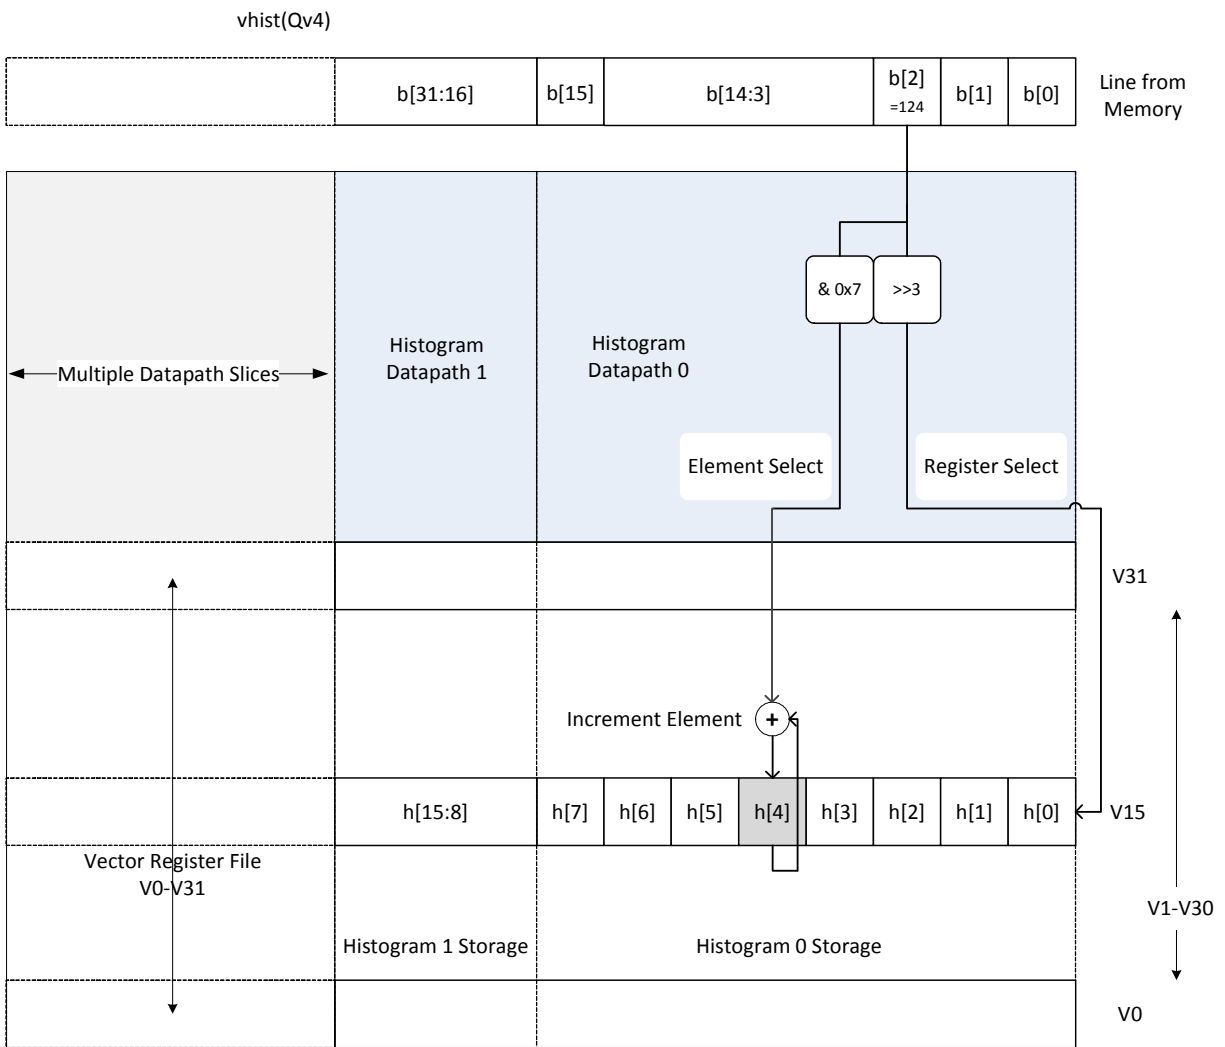 vhist(Qv4)
b[31:16]
b[15]
b[14:3]
b[2]
=124
b[1]
b[0]
Line from
Memory
& 0x7
>>3
Histogram
Datapath 1
Histogram
Datapath 0
Multiple Datapath Slices
Element Select
Register Select
V31
Increment Element
+
h[15:8]
h[7]
h[6]
h[5]
h[4]
h[3]
h[2]
h[1]
h[0]
V15
Vector Register File
V0-V31
V1-V30
Histogram 1 Storage
Histogram 0 Storage
V0